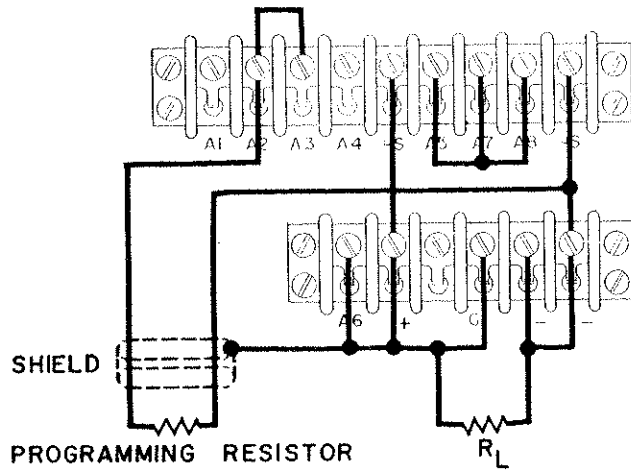 A1 A2 A3 A4 +S A5 A7 A8 -S
A6 + G - -
SHIELD
PROGRAMMING RESISTOR
RL